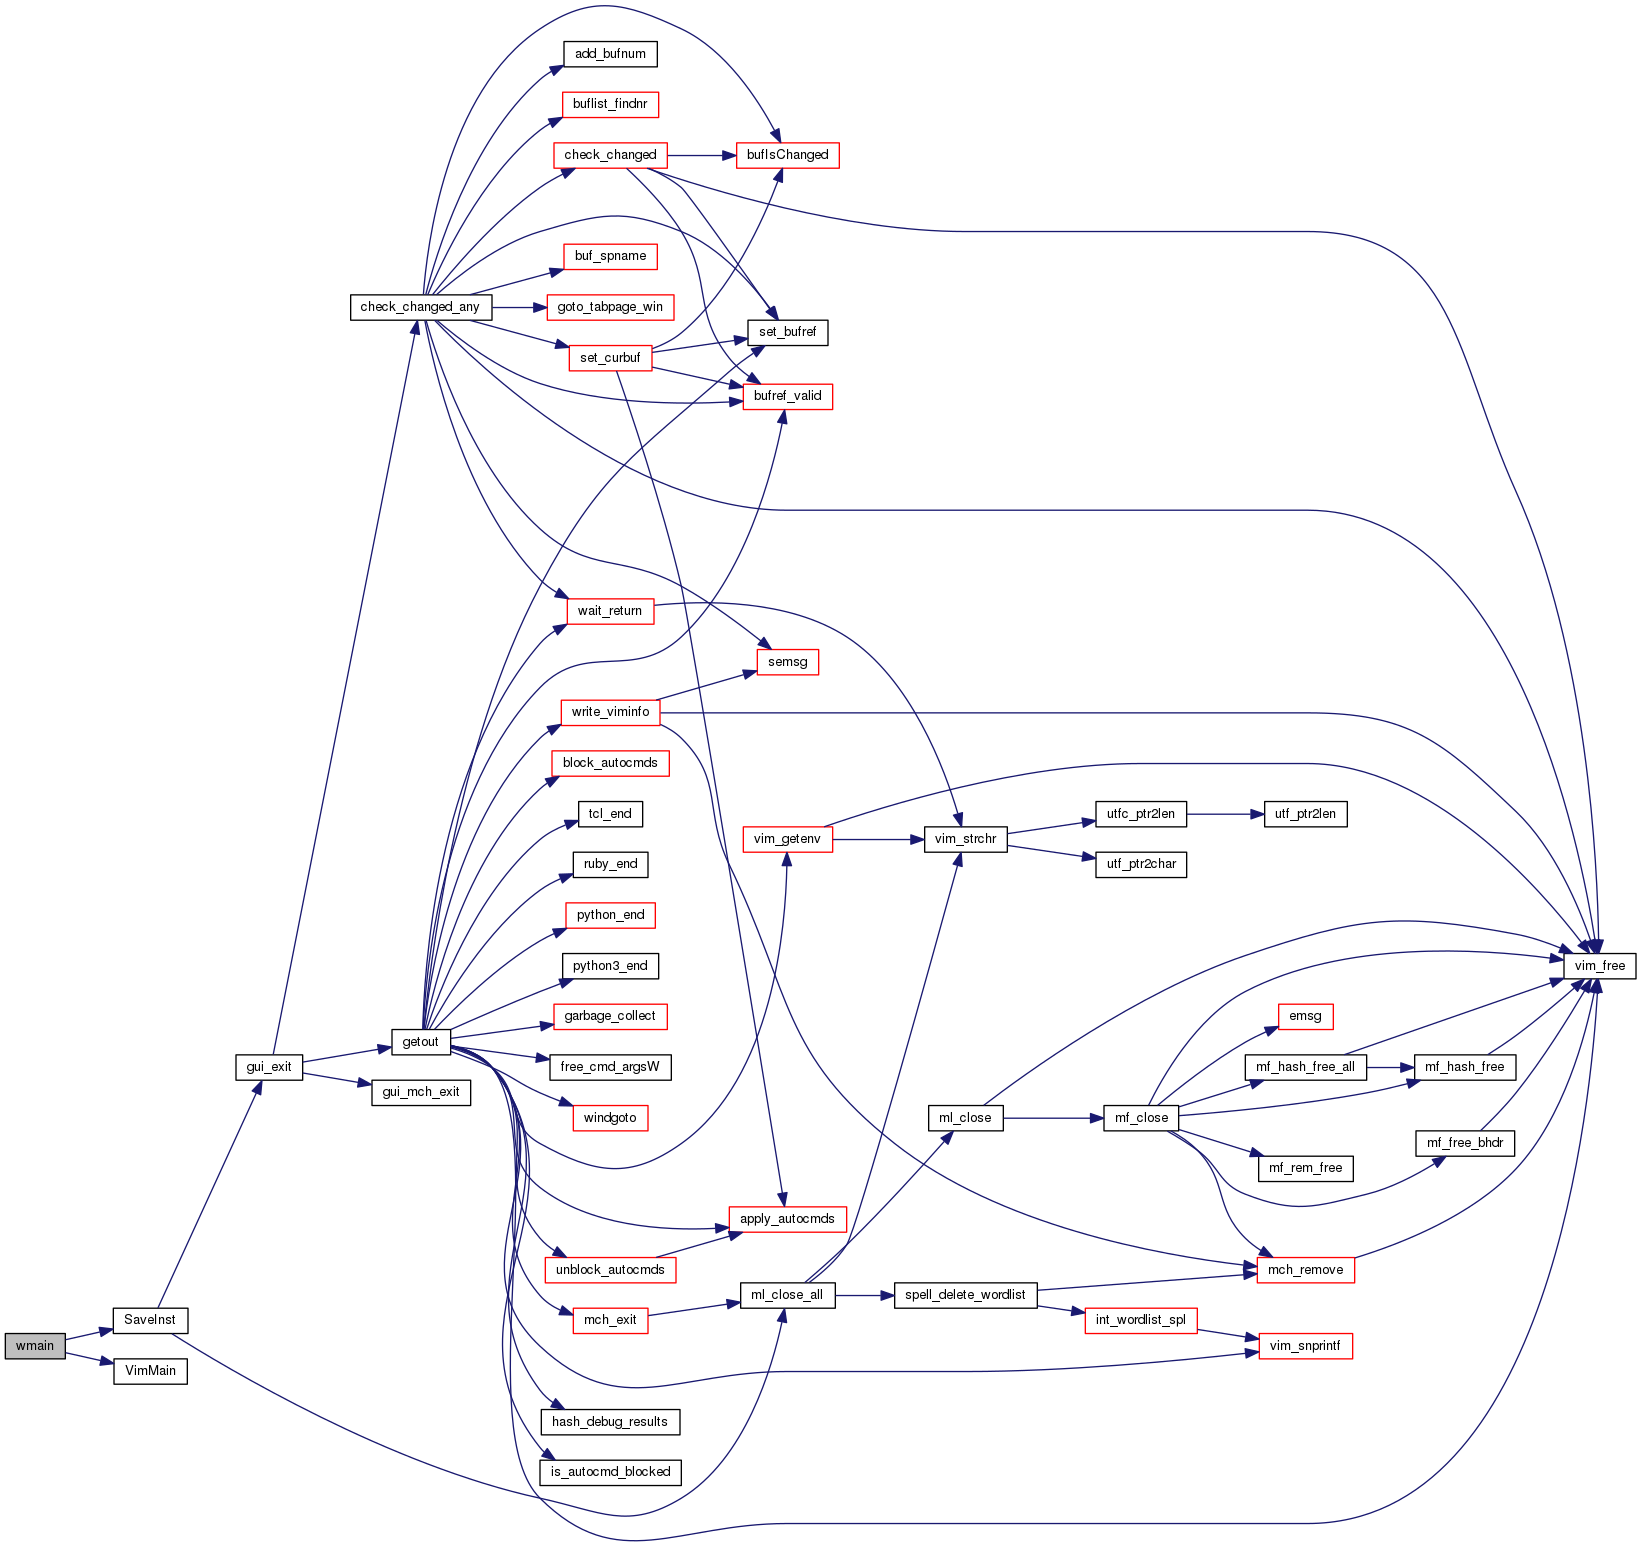 add_bufnum
buflist_findnr
check_changed
bufIsChanged
buf_spname
check_changed_any
goto_tabpage_win
set_bufref
set_curbuf
bufref_valid
wait_return
semsg
write_viminfo
block_autocmds
tcl_end
utfc_ptr2len
utf_ptr2len
vim_getenv
vim_strchr
ruby_end
utf_ptr2char
python_end
python3_end
vim_free
garbage_collect
emsg
getout
gui_exit
free_cmd_argsW
mf_hash_free_all
mf_hash_free
gui_mch_exit
windgoto
ml_close
mf_close
mf_free_bhdr
mf_rem_free
apply_autocmds
unblock_autocmds
mch_remove
ml_close_all
spell_delete_wordlist
SaveInst
mch_exit
int_wordlist_spl
wmain
vim_snprintf
VimMain
hash_debug_results
is_autocmd_blocked